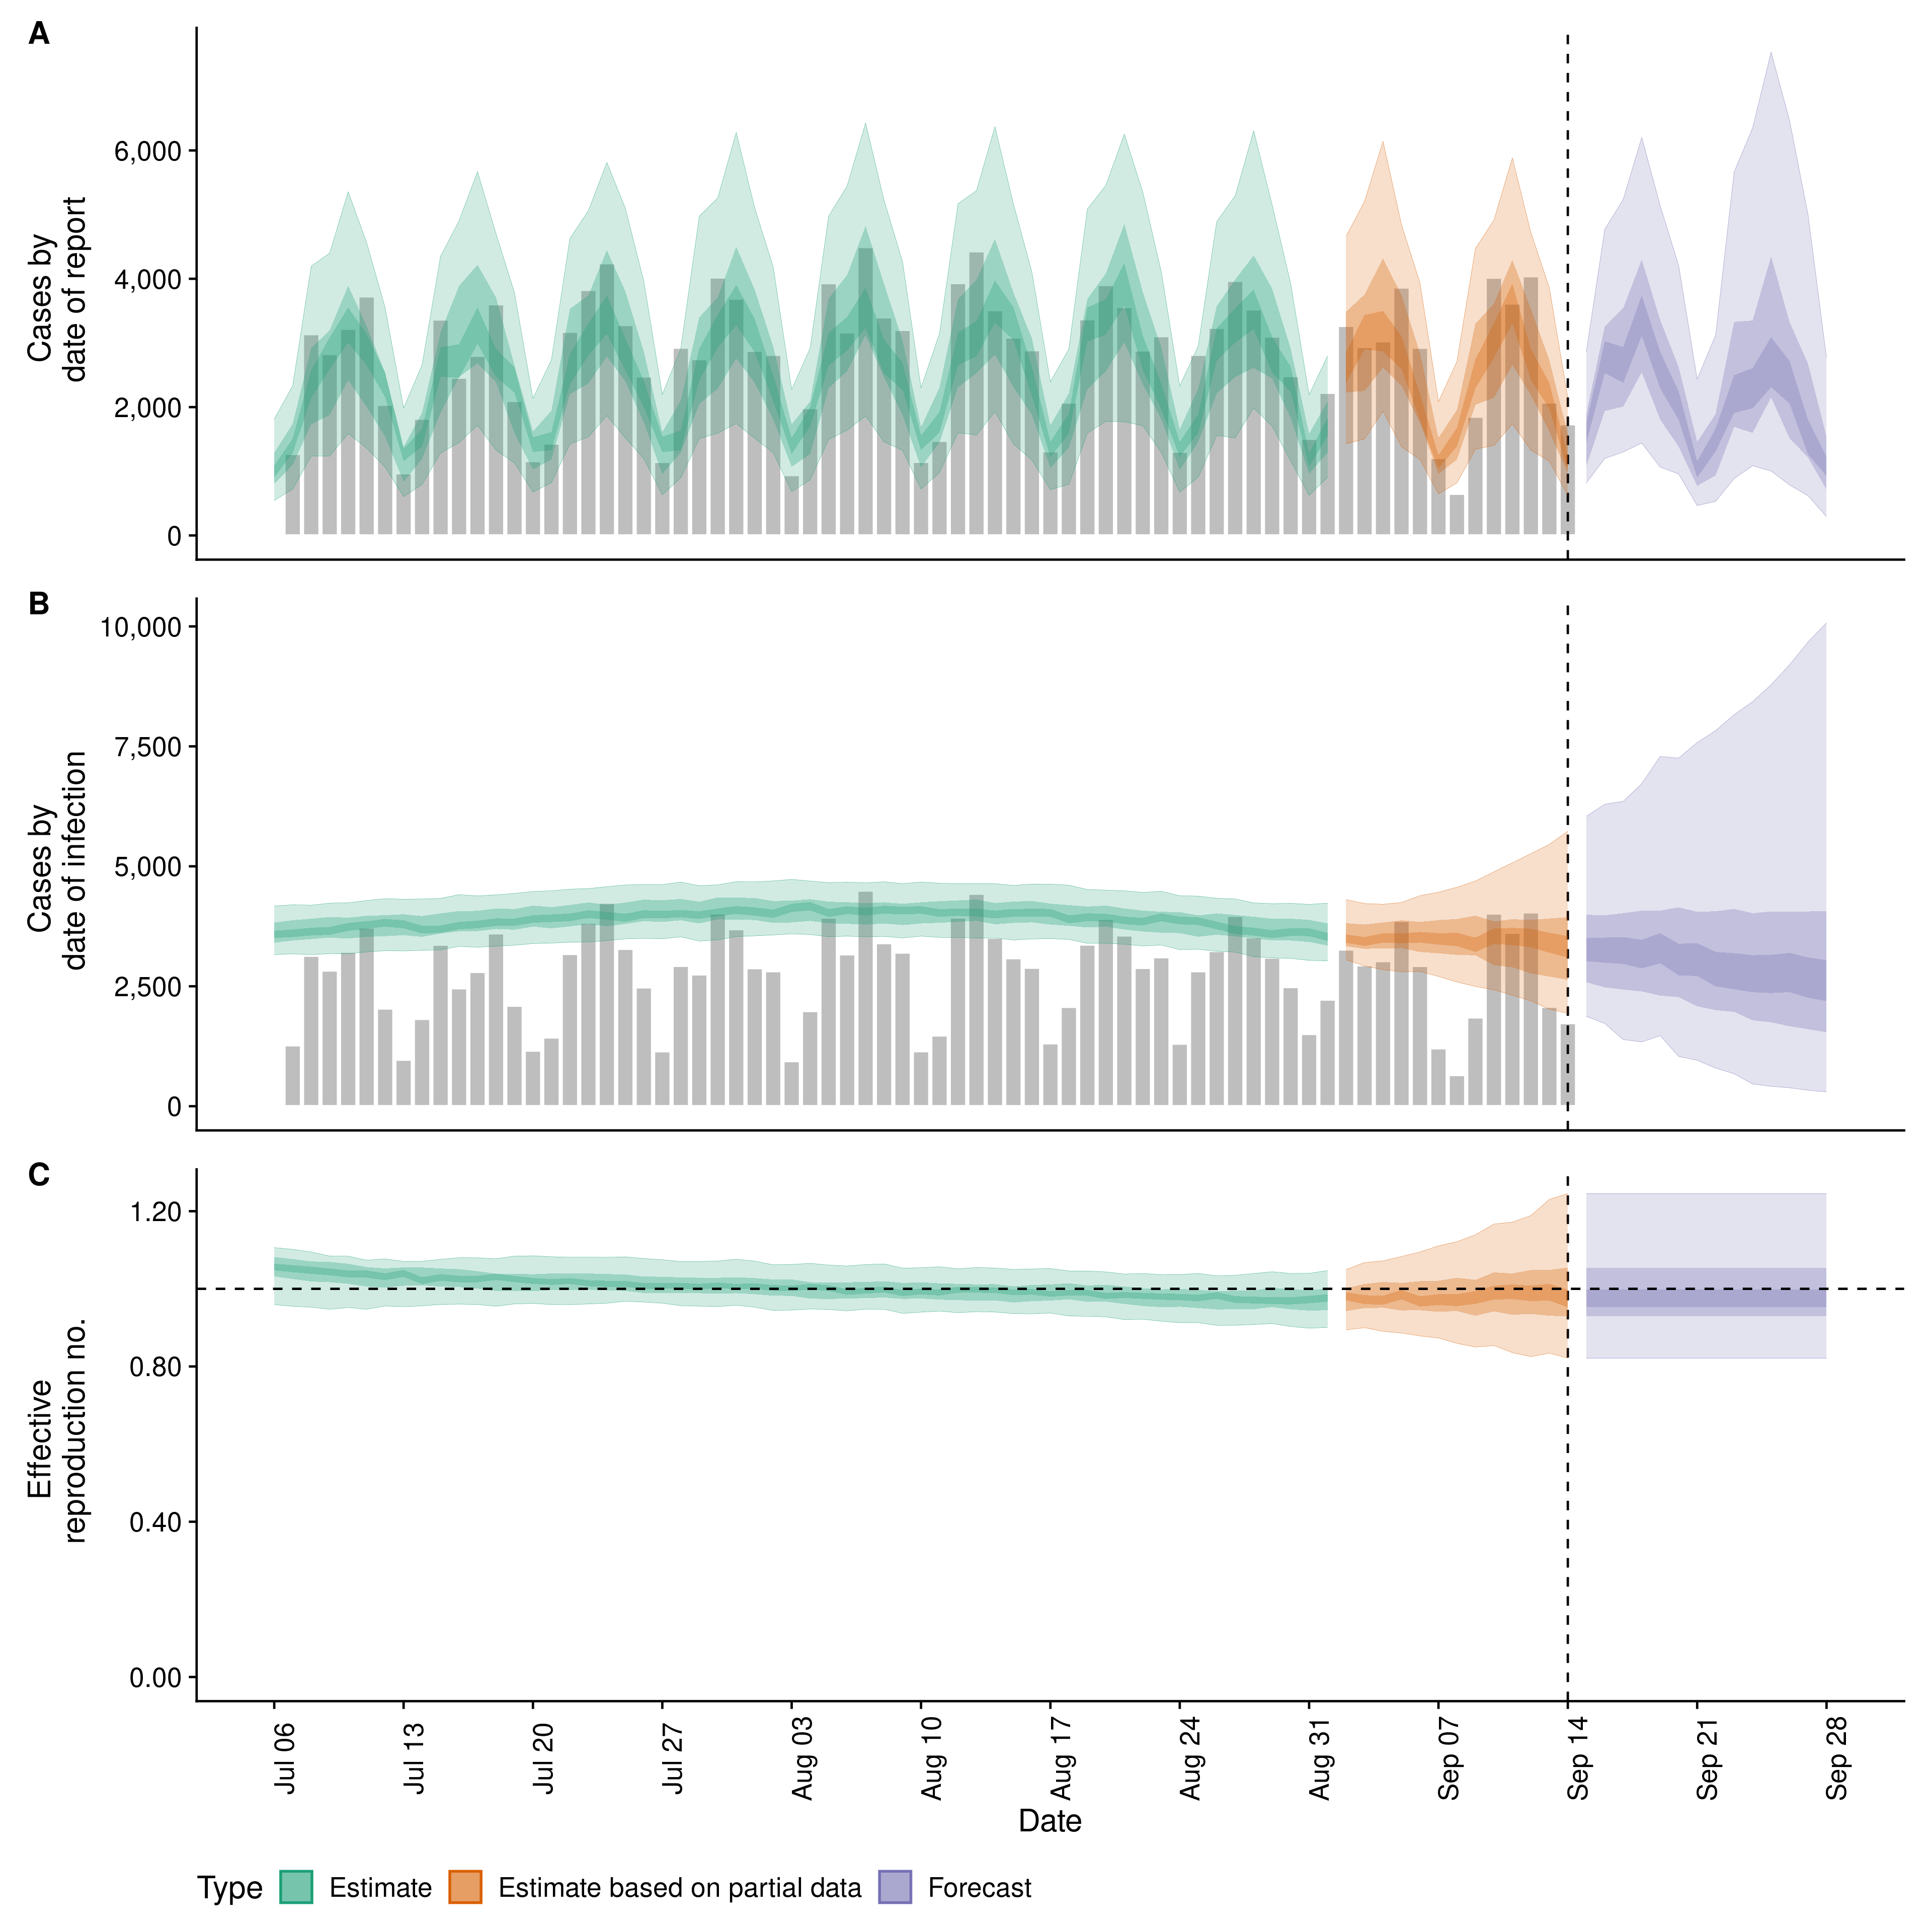 A
Cases by
date of report
6,000
4,000
2,000
0
B
Cases by
date of infection
10,000
7,500
5,000
2,500
0
C
Effective
reproduction no.
1.20
0.80
0.40
0.00
Jul 06
Jul 13
Jul 20
Jul 27
Aug 03
Aug 10
Aug 17
Aug 24
Aug 31
Sep 07
Sep 14
Sep 21
Sep 28
Date
Type Estimate Estimate based on partial data Forecast